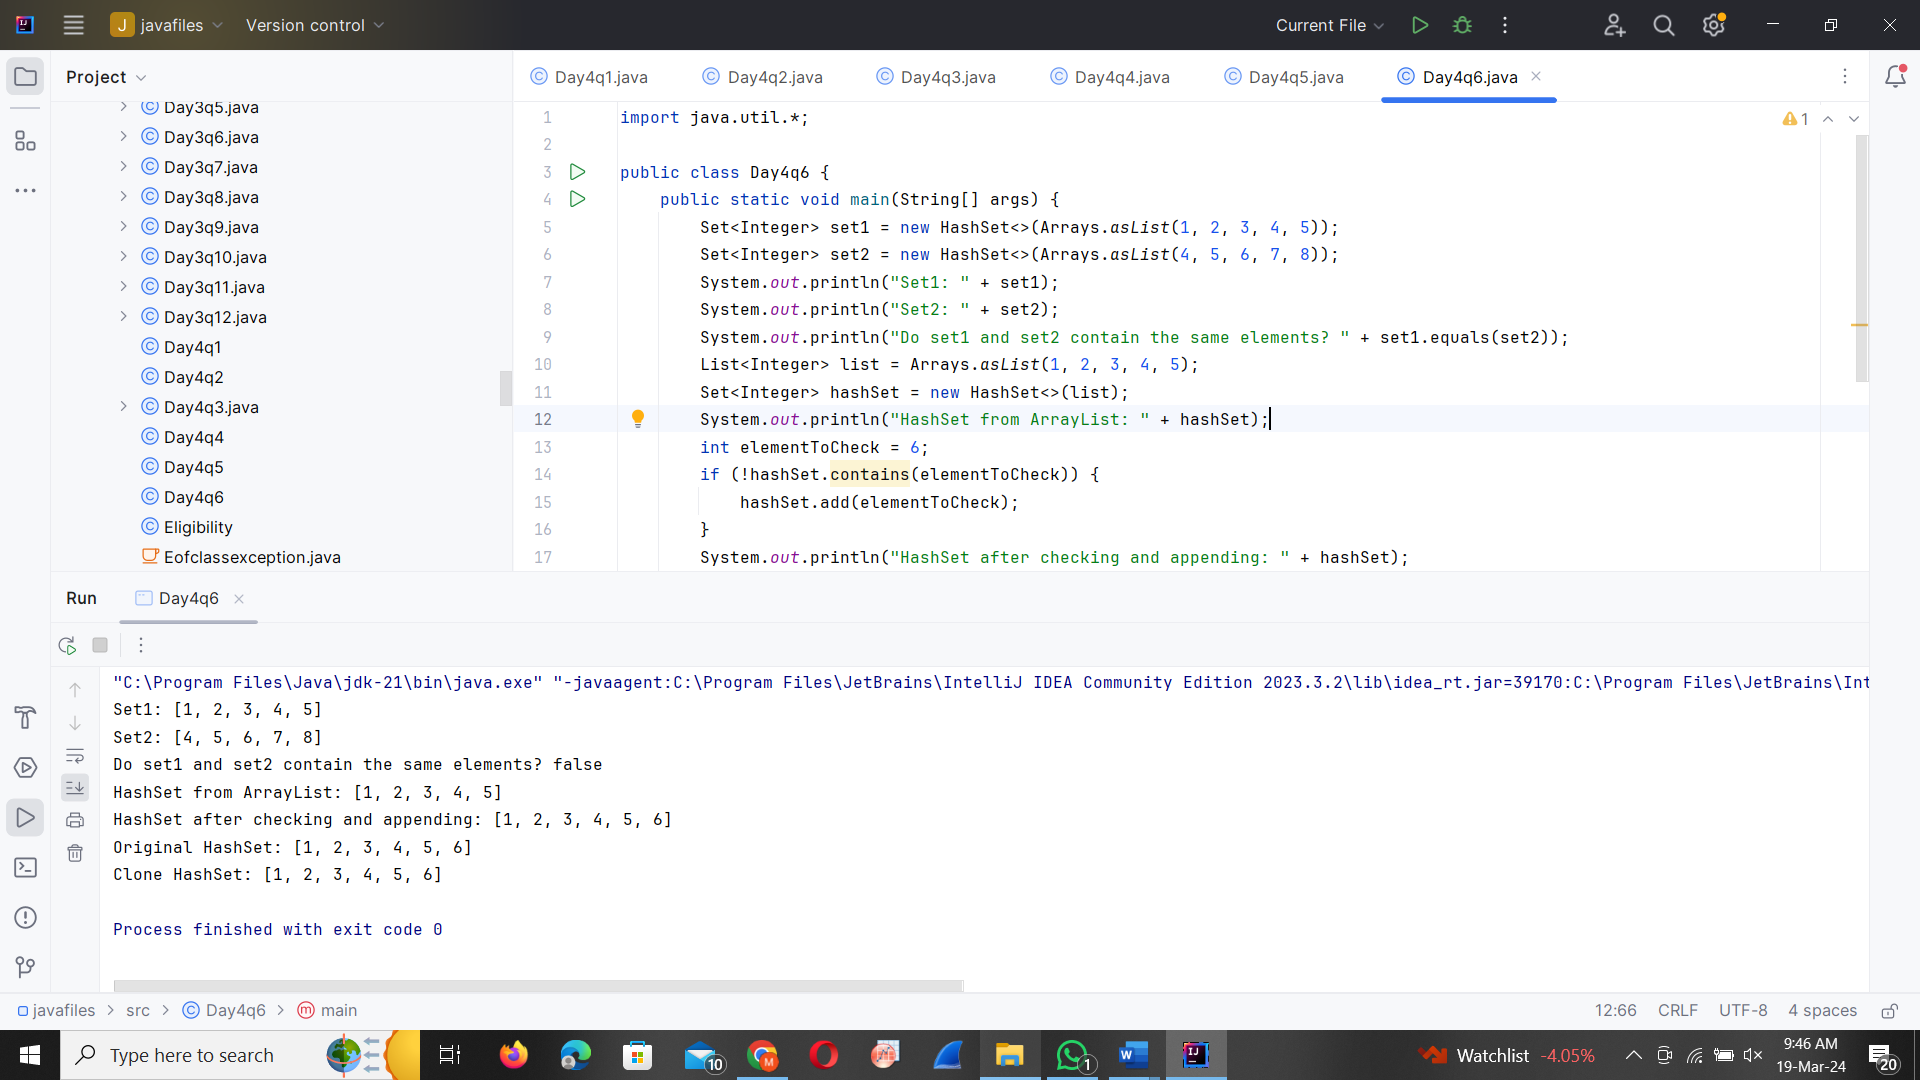 J javafiles Version control Current File
Project
Day3q5.java
Day3q6.java
Day3q7.java
Day3q8.java
Day3q9.java
Day3q10.java
Day3q11.java
Day3q12.java
Day4q1
Day4q2
Day4q3.java
Day4q4
Day4q5
Day4q6
Eligibility
Eofclassexception.java
Day4q1.java Day4q2.java Day4q3.java Day4q4.java Day4q5.java Day4q6.java
1
1 import java.util.*;
2
3 public class Day4q6 {
4 public static void main(String[] args) {
5 Set<Integer> set1 = new HashSet<>(Arrays.asList(1, 2, 3, 4, 5));
6 Set<Integer> set2 = new HashSet<>(Arrays.asList(4, 5, 6, 7, 8));
7 System.out.println("Set1: " + set1);
8 System.out.println("Set2: " + set2);
9 System.out.println("Do set1 and set2 contain the same elements? " + set1.equals(set2));
10 List<Integer> list = Arrays.asList(1, 2, 3, 4, 5);
11 Set<Integer> hashSet = new HashSet<>(list);
12 System.out.println("HashSet from ArrayList: " + hashSet);
13 int elementToCheck = 6;
14 if (!hashSet.contains(elementToCheck)) {
15 hashSet.add(elementToCheck);
16 }
17 System.out.println("HashSet after checking and appending: " + hashSet);
Run Day4q6
"C:\Program Files\Java\jdk-21\bin\java.exe" "-javaagent:C:\Program Files\JetBrains\IntelliJ IDEA Community Edition 2023.3.2\lib\idea_rt.jar=39170:C:\Program Files\JetBrains\Int
Set1: [1, 2, 3, 4, 5]
Set2: [4, 5, 6, 7, 8]
Do set1 and set2 contain the same elements? false
HashSet from ArrayList: [1, 2, 3, 4, 5]
HashSet after checking and appending: [1, 2, 3, 4, 5, 6]
Original HashSet: [1, 2, 3, 4, 5, 6]
Clone HashSet: [1, 2, 3, 4, 5, 6]
Process finished with exit code 0
javafiles > src > Day4q6 > main 12:66 CRLF UTF-8 4 spaces
Type here to search 10 M 1 W IJ Watchlist -4.05% 9:46 AM
19-Mar-24 20